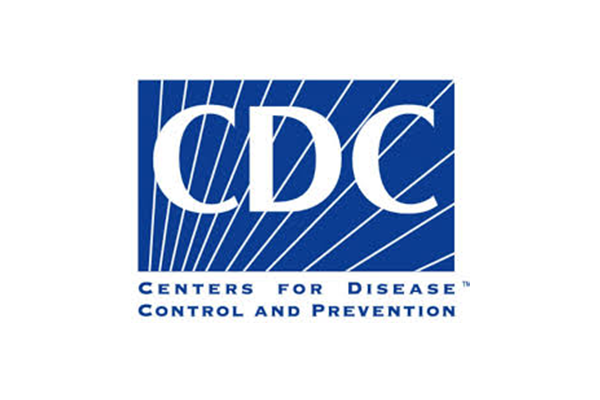 CDC
CENTERS FOR DISEASE™
CONTROL AND PREVENTION